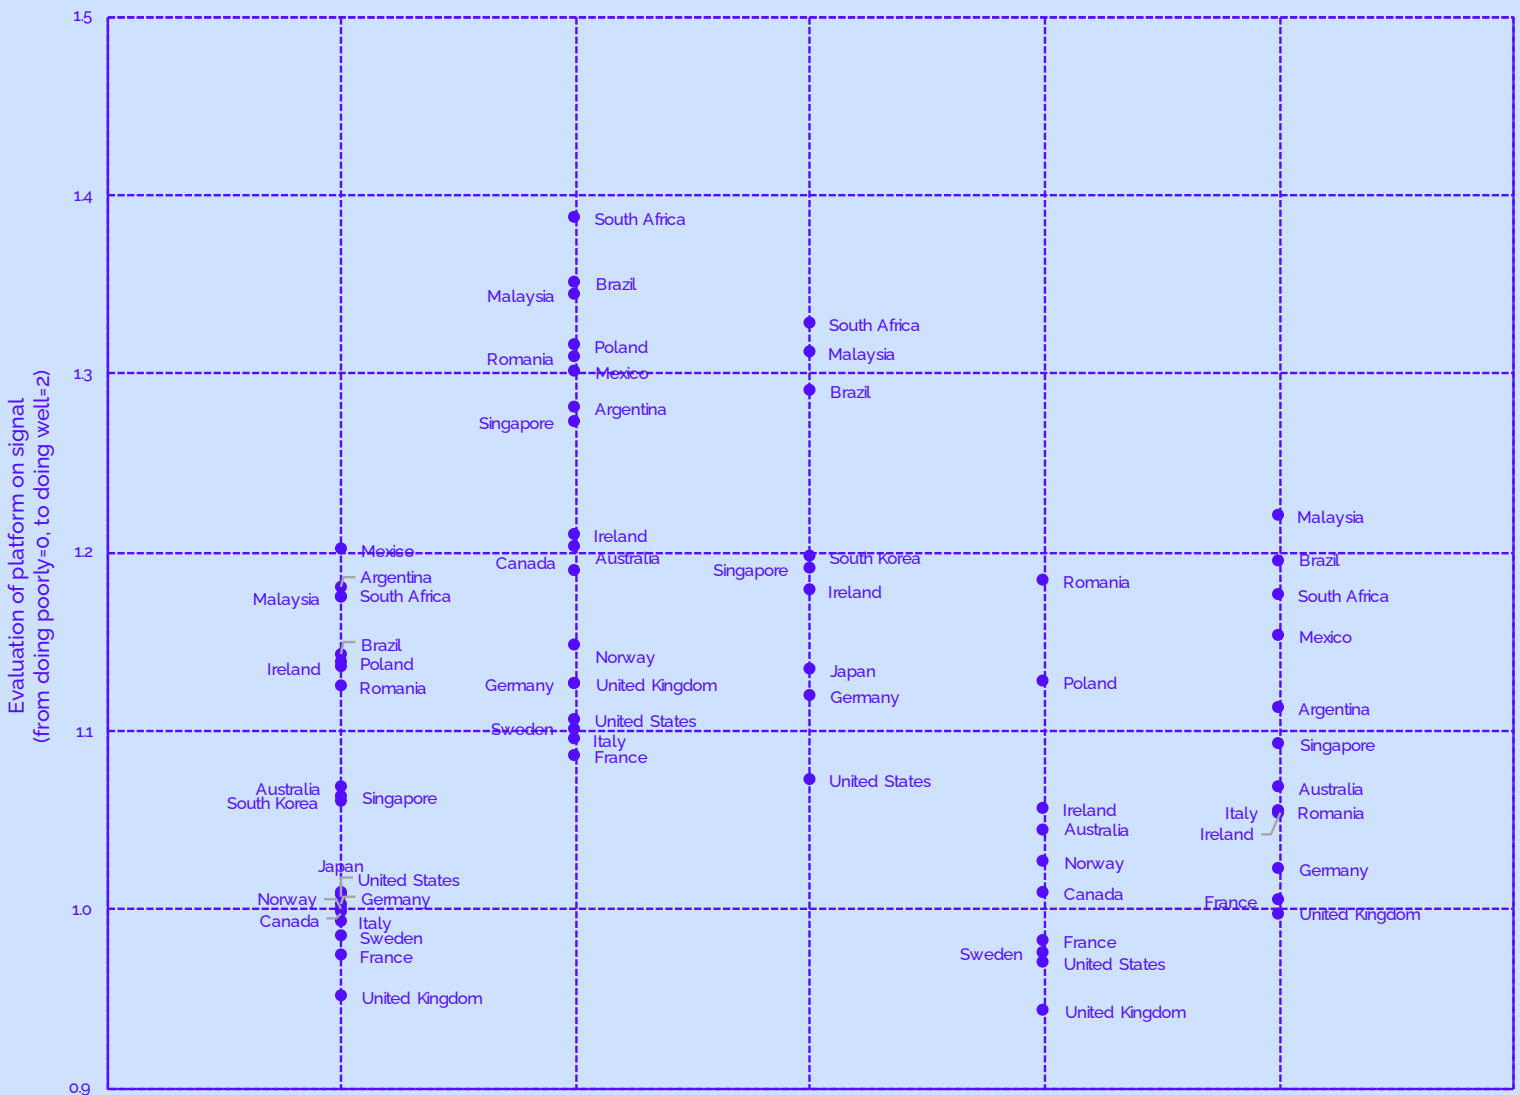 1.5
1.4
1.3
1.2
1.1
1.0
0.9
Evaluation of platform on signal
(from doing poorly=0, to doing well=2)
Mexico
Argentina
Malaysia
South Africa
Brazil
Ireland
Poland
Romania
Australia
South Korea
Singapore
Japan
United States
Norway
Germany
Canada
Italy
Sweden
France
United Kingdom
South Africa
Brazil
Malaysia
Poland
Romania
Mexico
Argentina
Singapore
Ireland
Australia
Canada
Norway
Germany
United Kingdom
United States
Sweden
Italy
France
South Africa
Malaysia
Brazil
South Korea
Singapore
Ireland
Japan
Germany
United States
Romania
Poland
Ireland
Australia
Norway
Canada
France
Sweden
United States
United Kingdom
Malaysia
Brazil
South Africa
Mexico
Argentina
Singapore
Australia
Italy
Romania
Ireland
Germany
France
United Kingdom